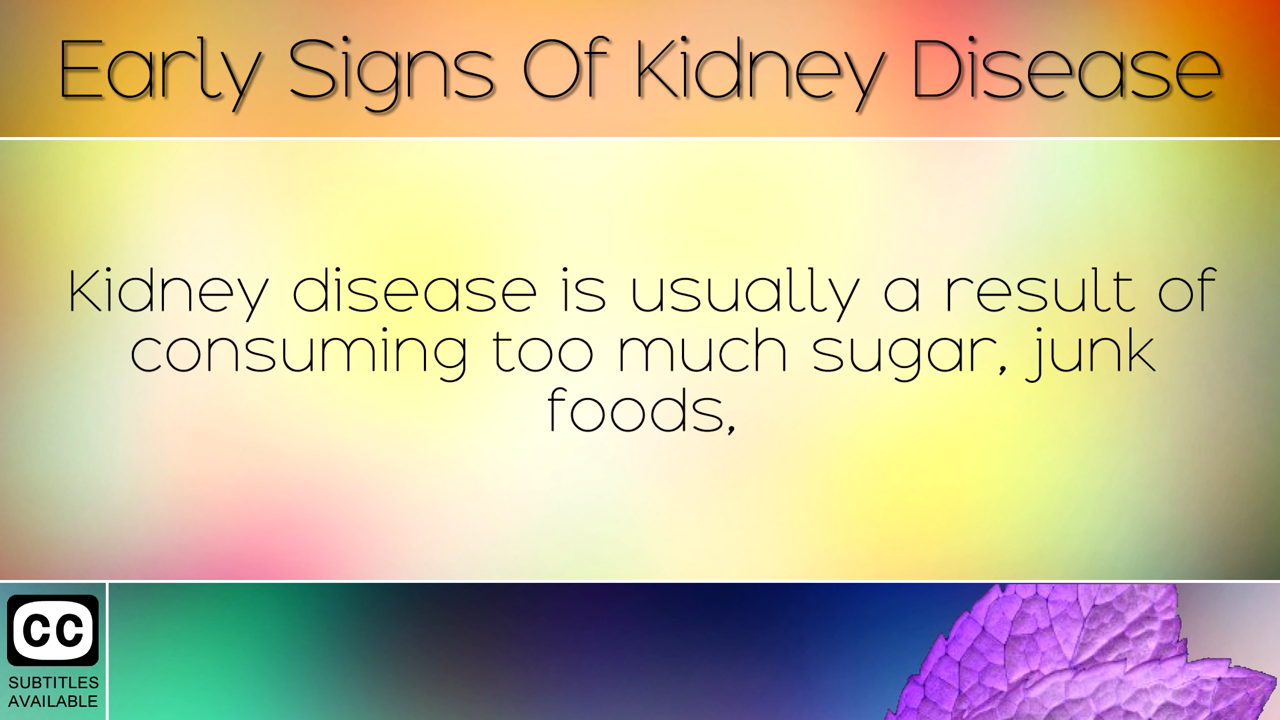 Early Signs Of Kidney Disease
Kidney disease is usually a result of
consuming too much sugar, junk
foods,
CC
SUBTITLES
AVAILABLE